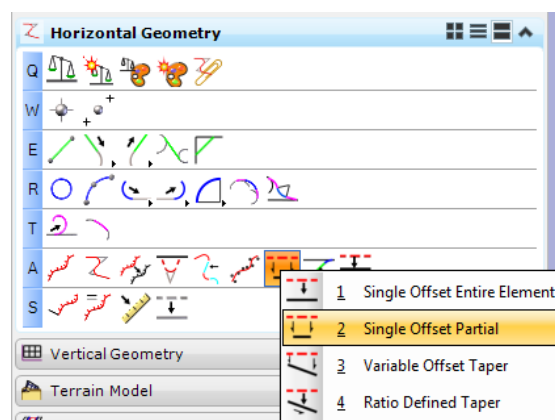 Horizontal Geometry
Q
W
E
R
T
A
1 Single Offset Entire Element
S
2 Single Offset Partial
Vertical Geometry
3 Variable Offset Taper
Terrain Model
4 Ratio Defined Taper